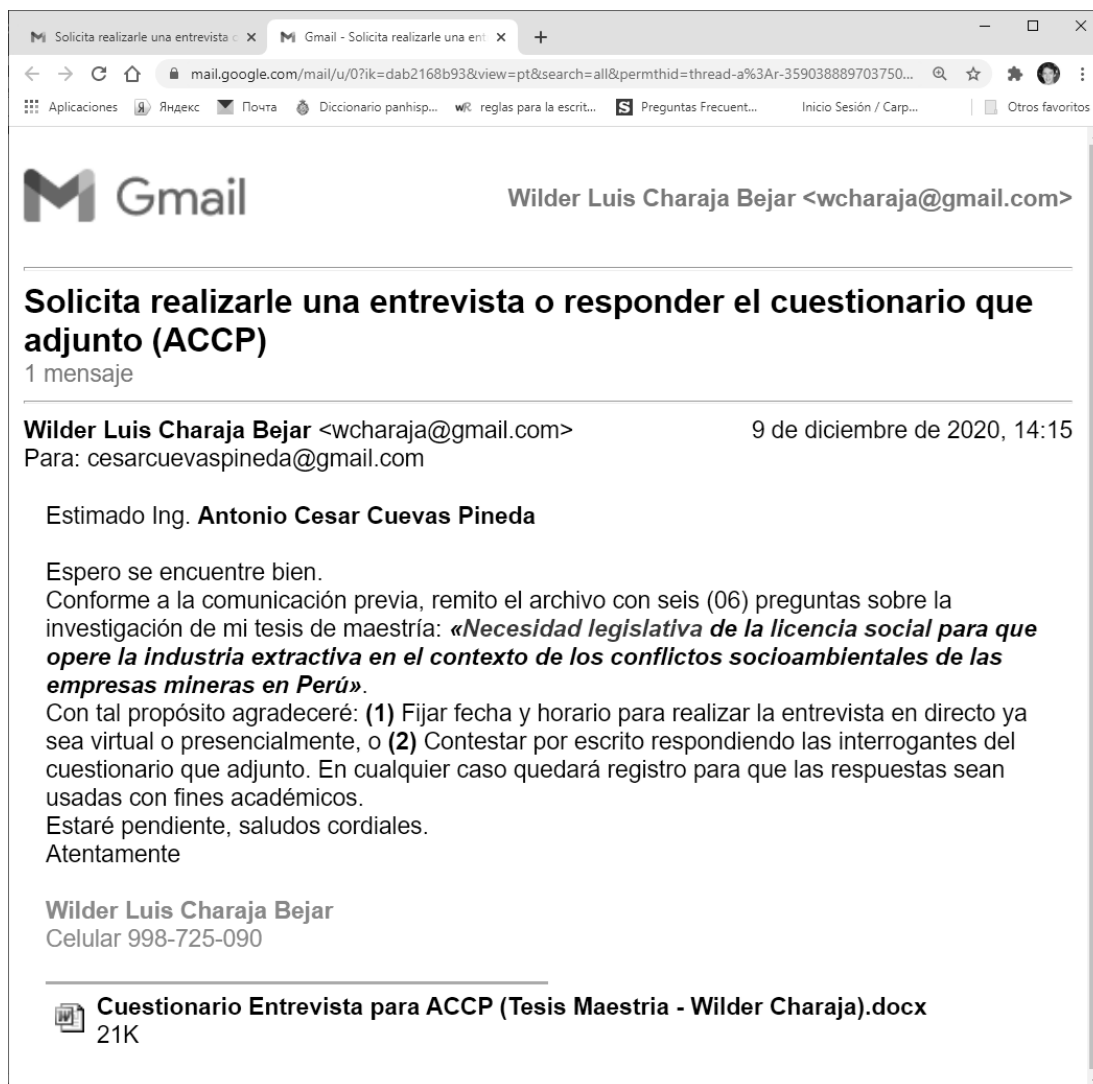 Solicita realizarle una entrevista c
Gmail - Solicita realizarle una ent
mail.google.com/mail/u/0?ik=dab2168b93&view=pt&search=all&permthid=thread-a%3Ar-359038889703750...
Aplicaciones Яндекс Почта Diccionario panhisp... reglas para la escrit... Preguntas Frecuent... Inicio Sesión / Carp... Otros favoritos
Gmail
Wilder Luis Charaja Bejar <wcharaja@gmail.com>
Solicita realizarle una entrevista o responder el cuestionario que
adjunto (ACCP)
1 mensaje
Wilder Luis Charaja Bejar <wcharaja@gmail.com> 9 de diciembre de 2020, 14:15
Para: cesarcuevaspineda@gmail.com
Estimado Ing. Antonio Cesar Cuevas Pineda
Espero se encuentre bien.
Conforme a la comunicación previa, remito el archivo con seis (06) preguntas sobre la
investigación de mi tesis de maestría: «Necesidad legislativa de la licencia social para que
opere la industria extractiva en el contexto de los conflictos socioambientales de las
empresas mineras en Perú».
Con tal propósito agradeceré: (1) Fijar fecha y horario para realizar la entrevista en directo ya
sea virtual o presencialmente, o (2) Contestar por escrito respondiendo las interrogantes del
cuestionario que adjunto. En cualquier caso quedará registro para que las respuestas sean
usadas con fines académicos.
Estaré pendiente, saludos cordiales.
Atentamente
Wilder Luis Charaja Bejar
Celular 998-725-090
Cuestionario Entrevista para ACCP (Tesis Maestria - Wilder Charaja).docx
21K